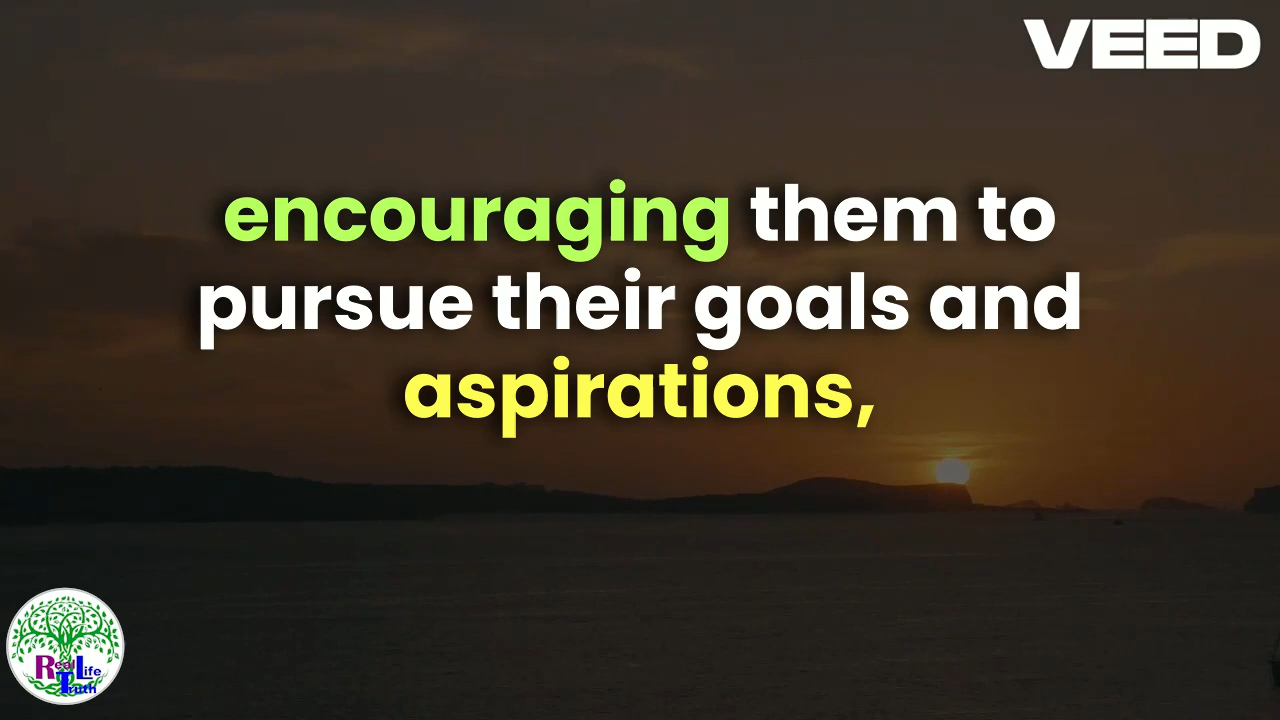 VEED
encouraging them to
pursue their goals and
aspirations,
Real Life
Truth